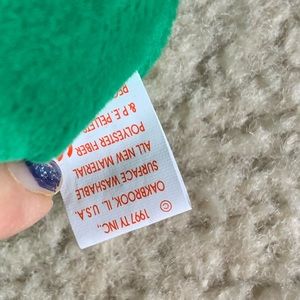 © 1997 TY INC.,
OAKBROOK, IL U.S.A.
SURFACE WASHABLE
ALL NEW MATERIAL
POLYESTER FIBER
& P.E. PELLETS